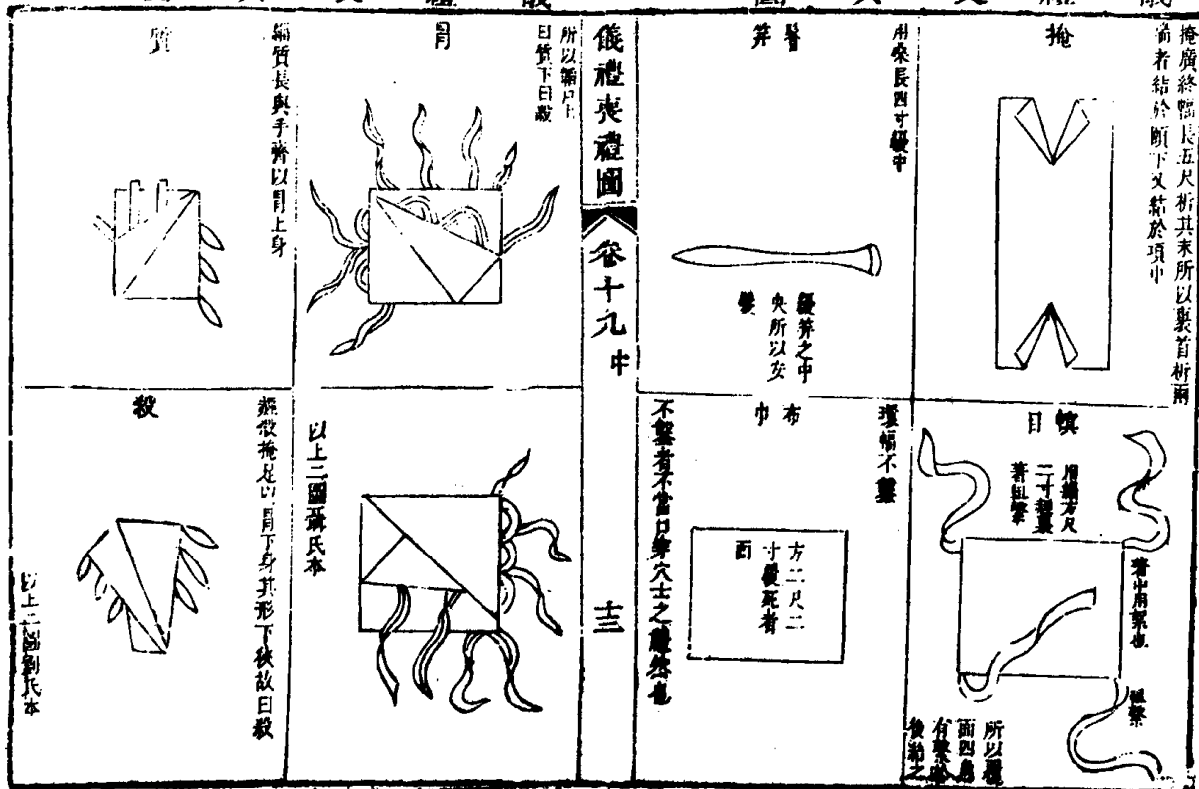 掩
掩廣終幅長五尺析其末所以裹首析兩
耑者結於頤下又結於項中
幎目
用緇方尺
二寸䞓裏
著組繫
著中用絮也
組繫
所以覆
面四角
有繫於
後結之
鬠笄
用桑長四寸纋中
纋笄之中
央所以安
髮
布巾
環幅不鑿
方二尺二
寸覆死者
面
不鑿者不當口鑿穴士之禮然也
儀禮喪禮圖
卷十九中
十三
冒
所以韜尸上
曰質下曰殺
以上二圖聶氏本
質
韜質長與手齊以冒上身
殺
韜殺掩足以冒下身其形下狹故曰殺
以上二圖劉氏本